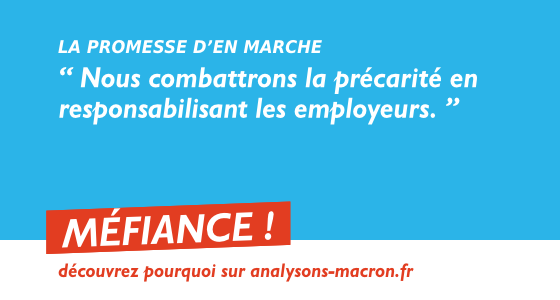 LA PROMESSE D’EN MARCHE
“ Nous combattrons la précarité en
responsabilisant les employeurs. ”
MÉFIANCE !
découvrez pourquoi sur analysons-macron.fr